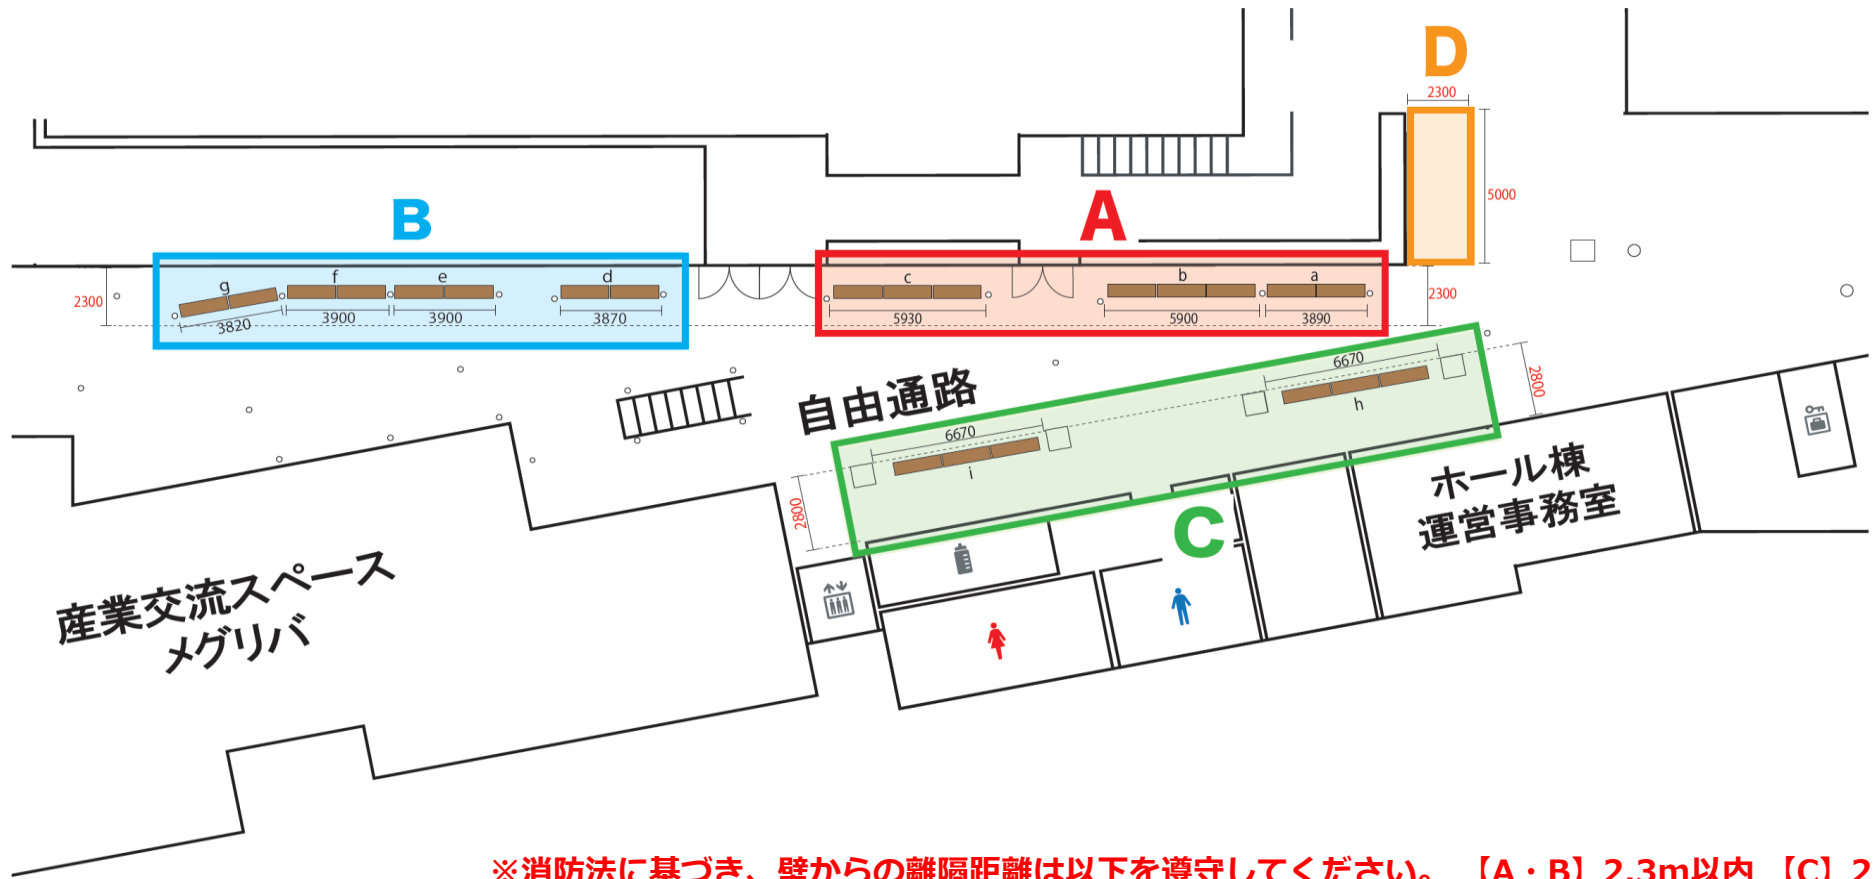 D
2300
5000
B
A
g
f
e
d
c
b
a
2300
3820
3900
3900
3870
5930
5900
3890
2300
自由通路
6670
h
2800
6670
i
2800
C
ホール棟
運営事務室
産業交流スペース
メグリバ
※消防法に基づき、壁からの離隔距離は以下を遵守してください。 【A・B】2.3m以内 【C】2